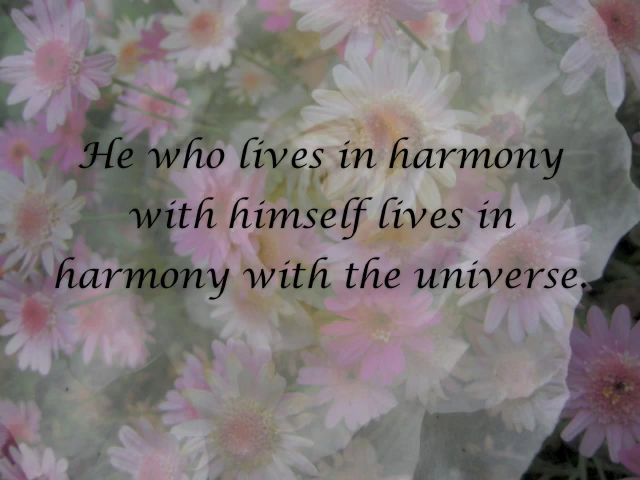 He who lives in harmony
with himself lives in
harmony with the universe.